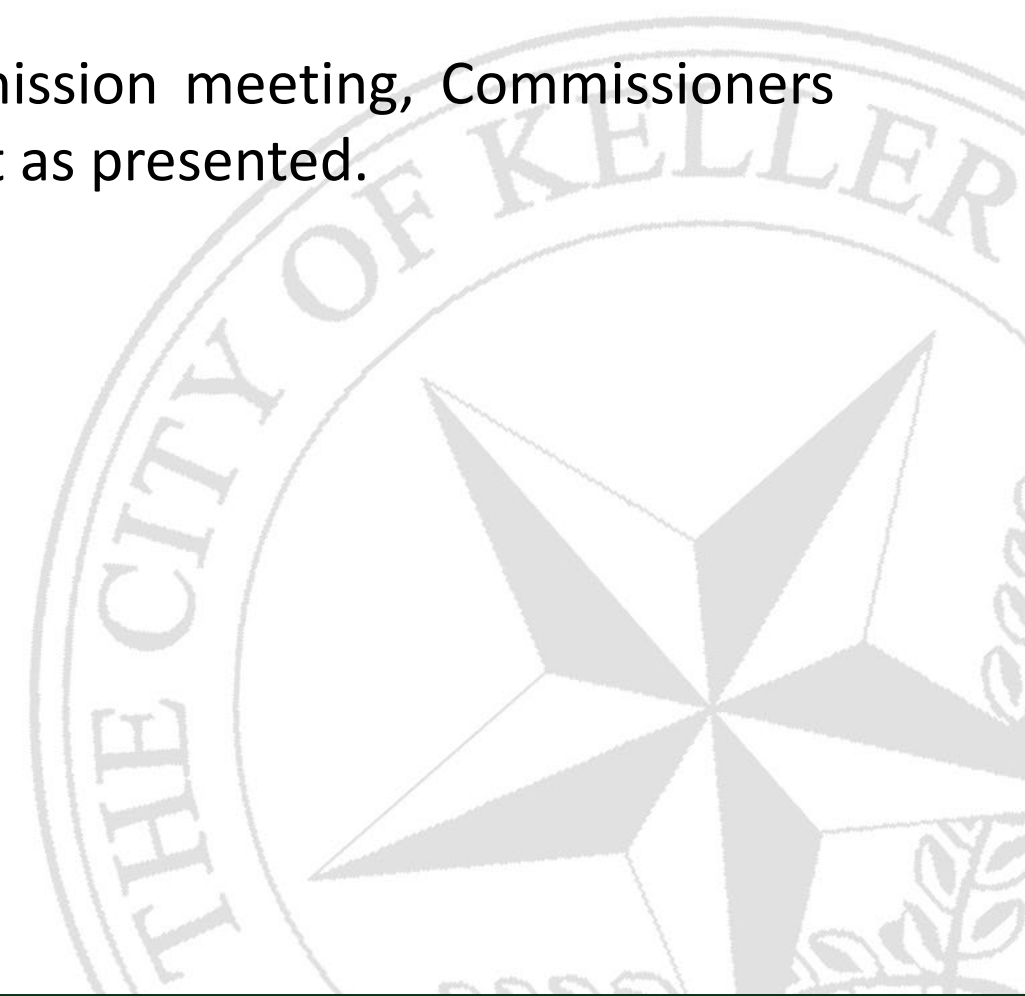 mission meeting, Commissioners
t as presented.
THE CITY OF KELLER